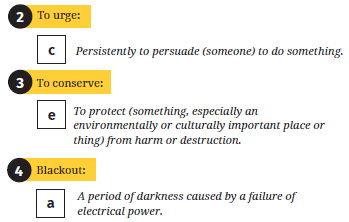 2 To urge:
c Persistently to persuade (someone) to do something.
3 To conserve:
e To protect (something, especially an
environmentally or culturally important place or
thing) from harm or destruction.
4 Blackout:
a A period of darkness caused by a failure of
electrical power.